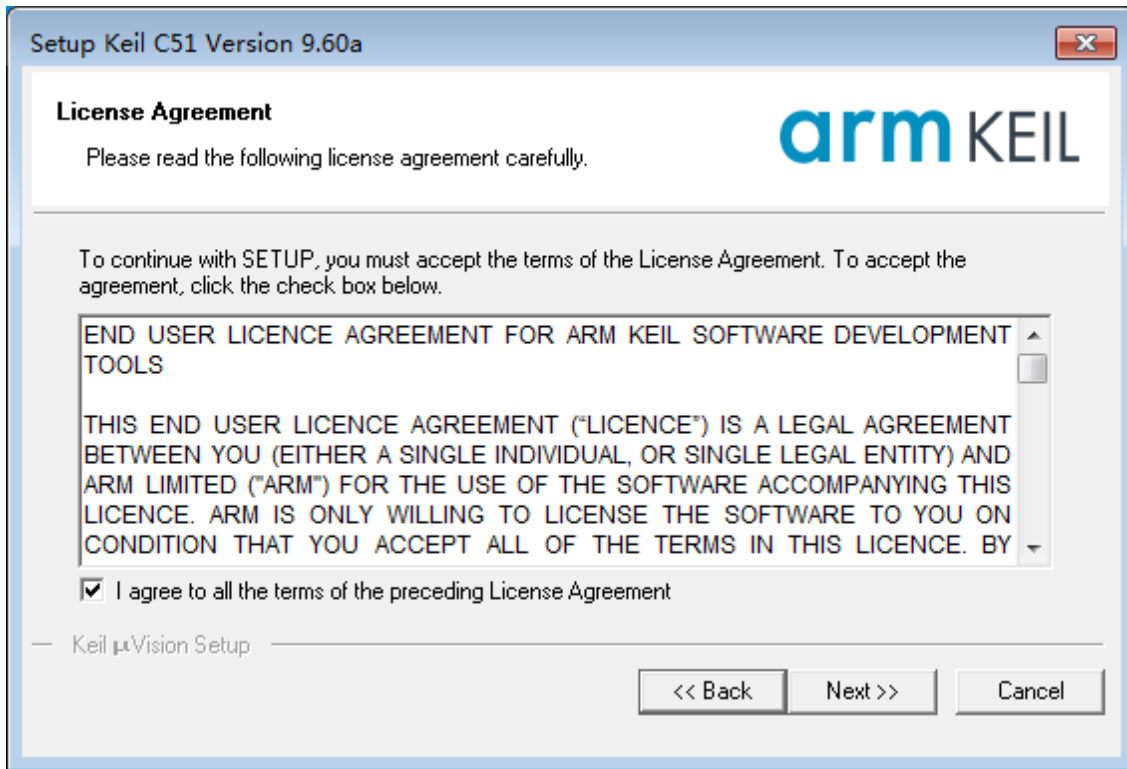 Setup Keil C51 Version 9.60a
License Agreement
Please read the following license agreement carefully.
arm KEIL
To continue with SETUP, you must accept the terms of the License Agreement. To accept the
agreement, click the check box below.
END USER LICENCE AGREEMENT FOR ARM KEIL SOFTWARE DEVELOPMENT
TOOLS
THIS END USER LICENCE AGREEMENT (“LICENCE”) IS A LEGAL AGREEMENT
BETWEEN YOU (EITHER A SINGLE INDIVIDUAL, OR SINGLE LEGAL ENTITY) AND
ARM LIMITED ("ARM") FOR THE USE OF THE SOFTWARE ACCOMPANYING THIS
LICENCE. ARM IS ONLY WILLING TO LICENSE THE SOFTWARE TO YOU ON
CONDITION THAT YOU ACCEPT ALL OF THE TERMS IN THIS LICENCE. BY
I agree to all the terms of the preceding License Agreement
Keil µVision Setup
<< Back Next >> Cancel